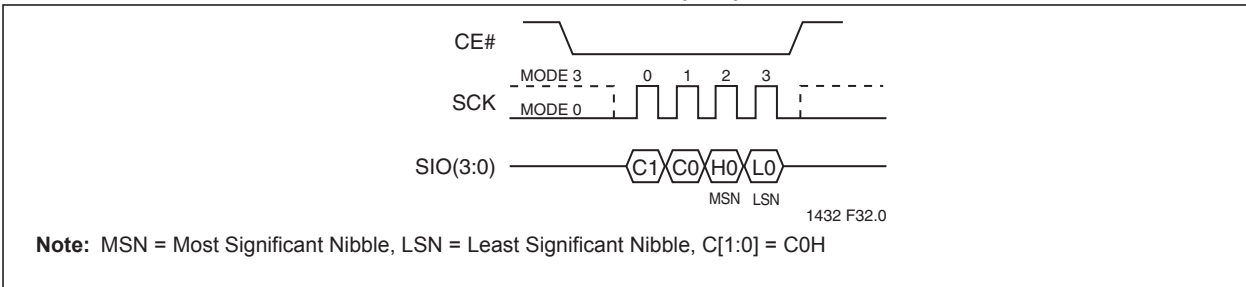 CE#
MODE 3 0 1 2 3
SCK
MODE 0
SIO(3:0) C1 C0 H0 L0
MSN LSN
1432 F32.0
Note: MSN = Most Significant Nibble, LSN = Least Significant Nibble, C[1:0] = C0H